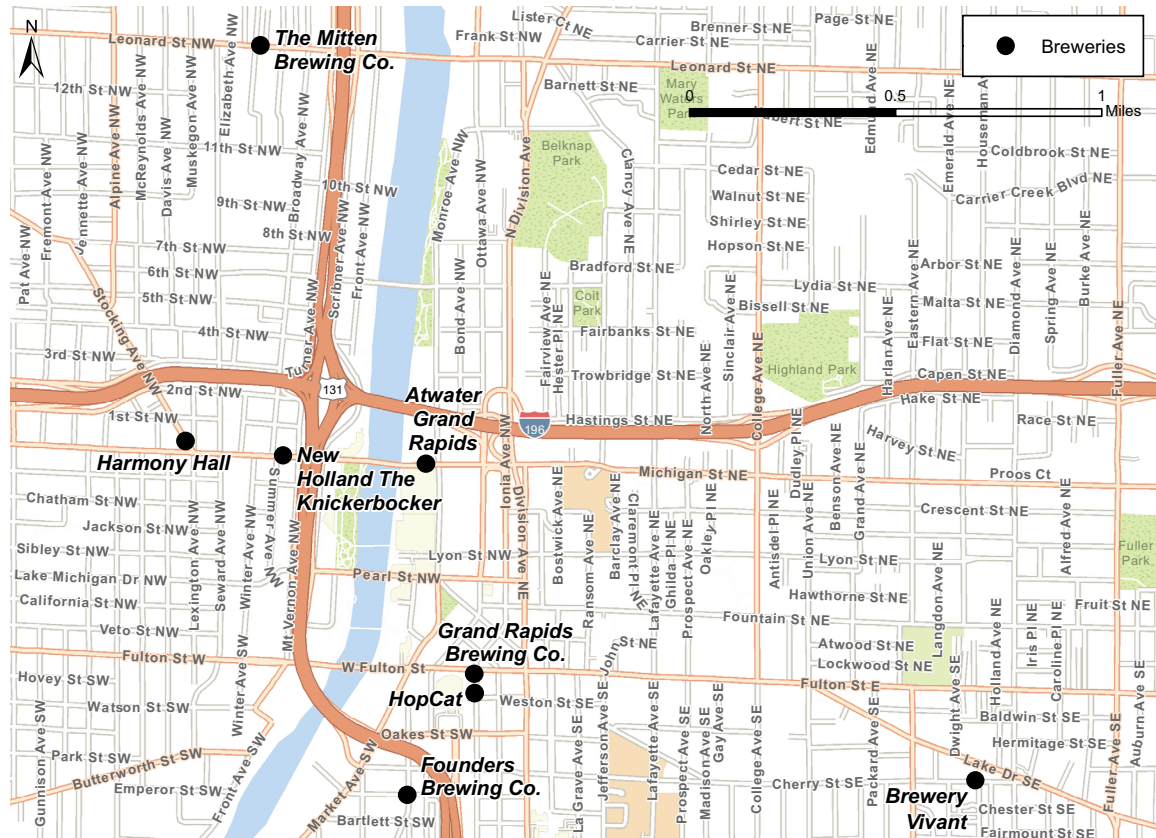 N
Breweries
0
0.5
1
Miles
The Mitten
Brewing Co.
Atwater
Grand
Rapids
Harmony Hall
New
Holland The
Knickerbocker
Grand Rapids
Brewing Co.
HopCat
Founders
Brewing Co.
Brewery
Vivant
131
196
Leonard St NW
Lister Ct NE
Frank St NW
Brenner St NE
Carrier St NE
Page St NE
Leonard St NE
Barnett St NE
Mary
Waters
Park
Edmund Ave NE
Emerald Ave NE
12th St NW
11th St NW
10th St NW
9th St NW
8th St NW
7th St NW
6th St NW
5th St NW
4th St NW
3rd St NW
2nd St NW
1st St NW
Pat Ave NW
Fremont Ave NW
Jennette Ave NW
Alpine Ave NW
McReynolds Ave NW
Davis Ave NW
Muskegon Ave NW
Elizabeth Ave NW
Broadway Ave NW
Scribner Ave NW
Front Ave NW
Turner Ave NW
Stocking Ave NW
Monroe Ave NW
Ottawa Ave NW
Bond Ave NW
N Division Ave
Belknap
Park
Clancy Ave NE
Coldbrook St NE
Carrier Creek Blvd NE
Cedar St NE
Walnut St NE
Shirley St NE
Hopson St NE
Bradford St NE
Coit
Park
Fairview Ave NE
Hester Pl NE
Fairbanks St NE
Trowbridge St NE
Hastings St NE
Lydia St NE
Bissell St NE
Arbor St NE
Malta St NE
Flat St NE
Capen St NE
Hake St NE
Race St NE
Harvey St NE
Proos Ct
Highland Park
Sinclair Ave NE
North Ave NE
College Ave NE
Harlan Ave NE
Eastern Ave NE
Diamond Ave NE
Spring Ave NE
Burke Ave NE
Fuller Ave NE
Michigan St NE
Crescent St NE
Dudley Pl NE
Union Ave NE
Benson Ave NE
Grand Ave NE
Antisdel Pl NE
Ionia Ave NW
Division Ave NE
Bostwick Ave NE
Ransom Ave NE
Barclay Ave NE
Claremont Pl NE
Lafayette Ave NE
Ghilda Pl NE
Prospect Ave NE
Oakley Pl NE
Chatham St NW
Jackson St NW
Sibley St NW
Lake Michigan Dr NW
California St NW
Veto St NW
Fulton St W
Hovey St SW
Watson St SW
Park St SW
Butterworth St SW
Emperor St SW
Gunnison Ave SW
Lexington Ave NW
Seward Ave NW
Winter Ave NW
Summer Ave NW
Mt Vernon Ave NW
Winter Ave SW
Front Ave SW
Market Ave SW
Bartlett St SW
Oakes St SW
Weston St SE
W Fulton St
Pearl St NW
Lyon St NW
Lyon St NE
Hawthorne St NE
Fountain St NE
Atwood St NE
Lockwood St NE
Fulton St E
John St NE
Langdon Ave NE
Holland Ave NE
Iris Pl NE
Caroline Pl NE
Fruit St NE
Alfred Ave NE
Fuller
Park
Baldwin St SE
Hermitage St SE
Lake Dr SE
Dwight Ave SE
Cherry St SE
Chester St SE
Fairmount St SE
Packard Ave SE
College Ave SE
Gay Ave SE
Madison Ave SE
Prospect Ave SE
Lafayette Ave SE
Jefferson Ave SE
La Grave Ave SE
Fuller Ave SE
Auburn Ave SE